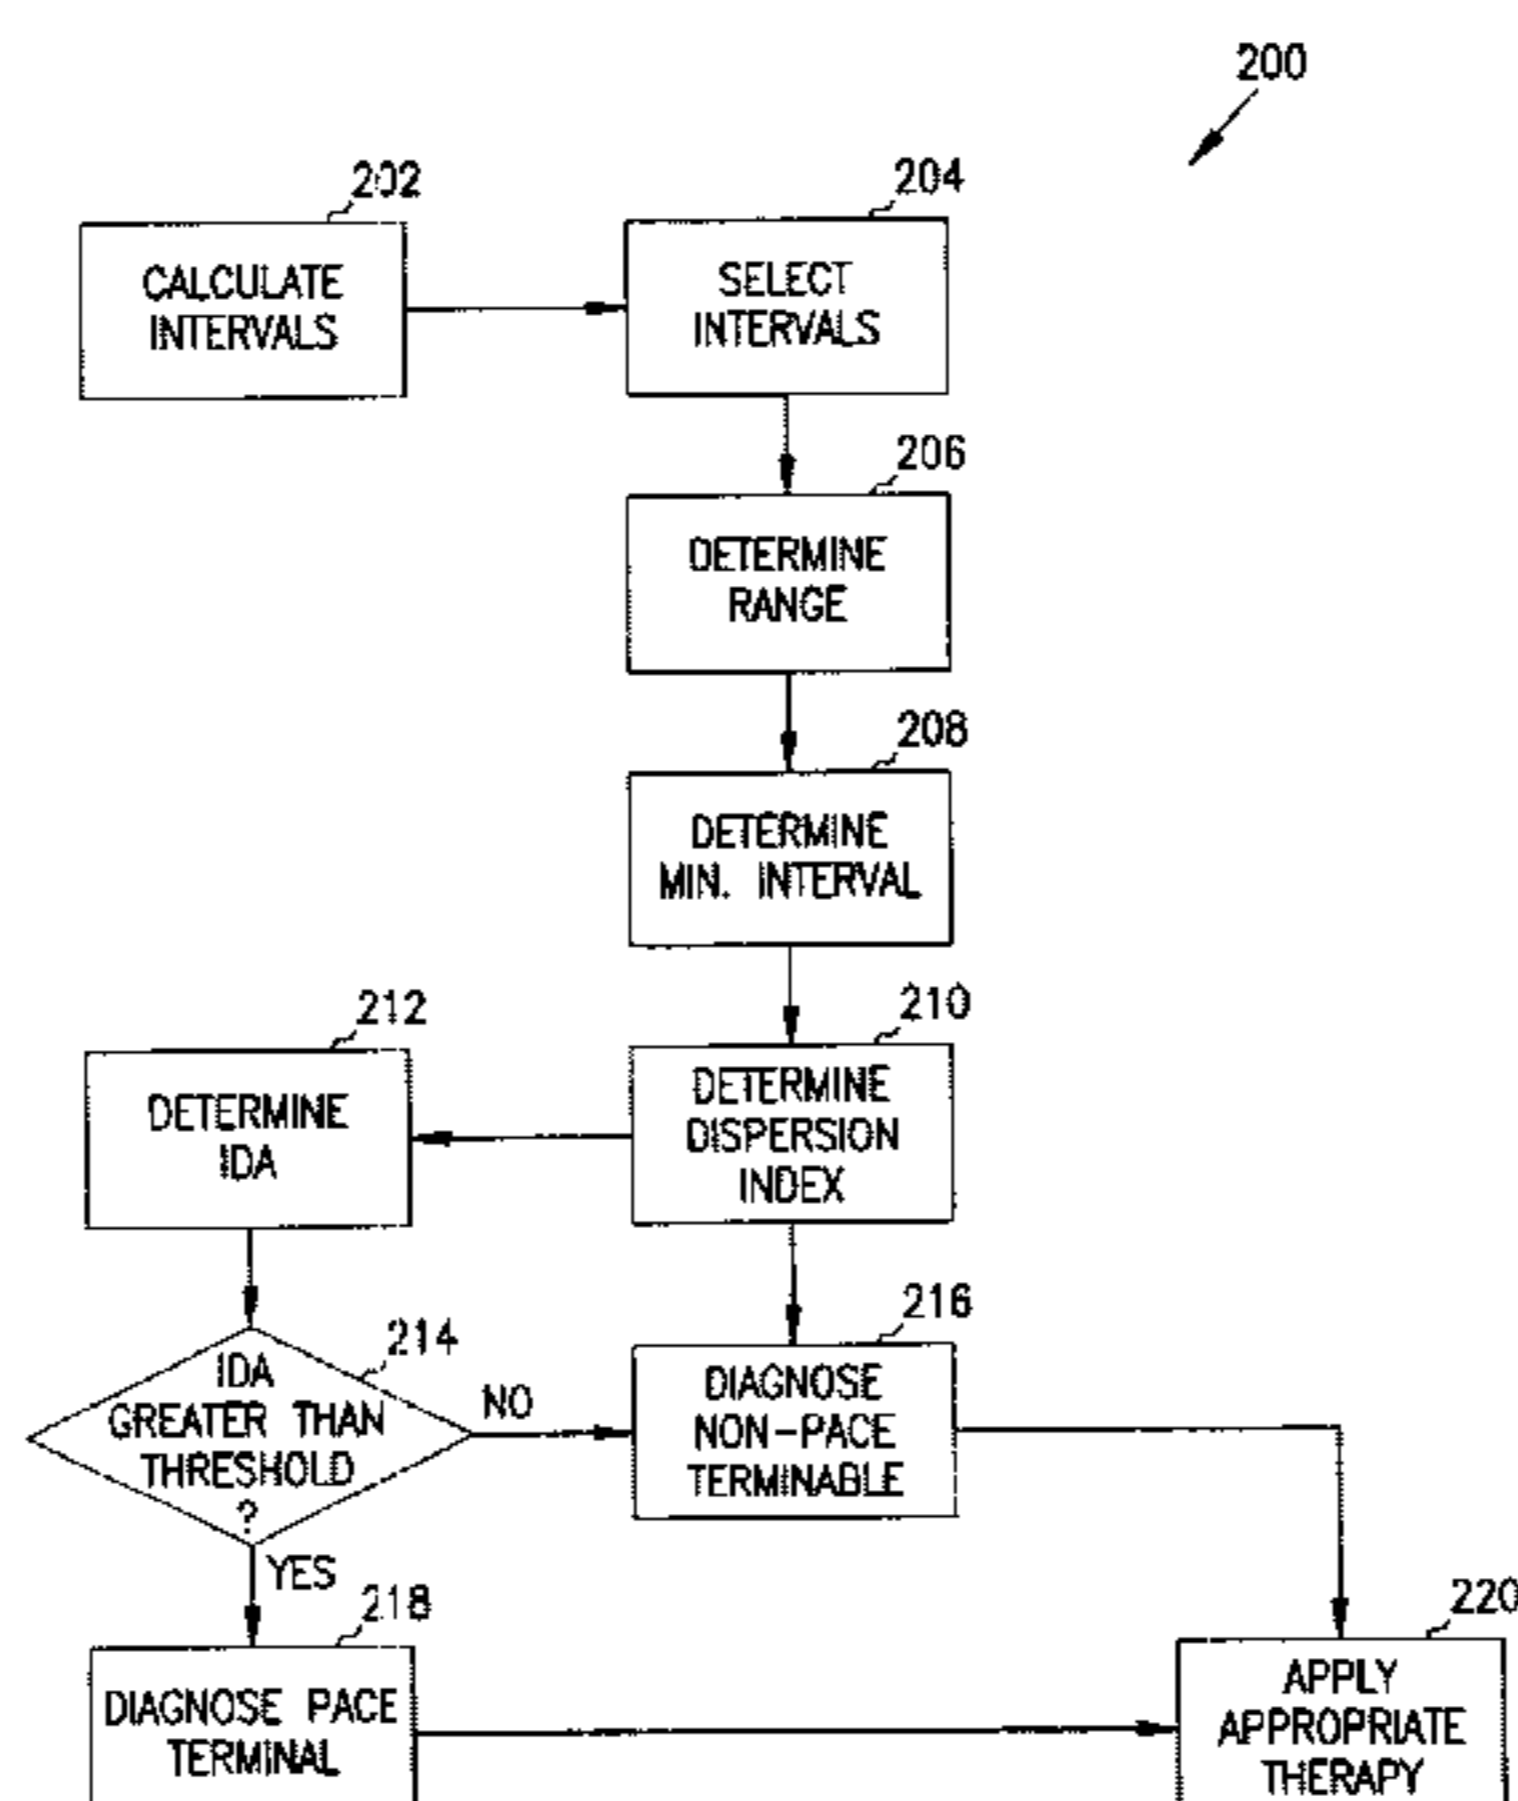 200
202
CALCULATE
INTERVALS
204
SELECT
INTERVALS
206
DETERMINE
RANGE
208
DETERMINE
MIN. INTERVAL
210
DETERMINE
DISPERSION
INDEX
212
DETERMINE
IDA
214
IDA
GREATER THAN
THRESHOLD
?
NO
YES
216
DIAGNOSE
NON-PACE
TERMINABLE
218
DIAGNOSE PACE
TERMINAL
220
APPLY
APPROPRIATE
THERAPY